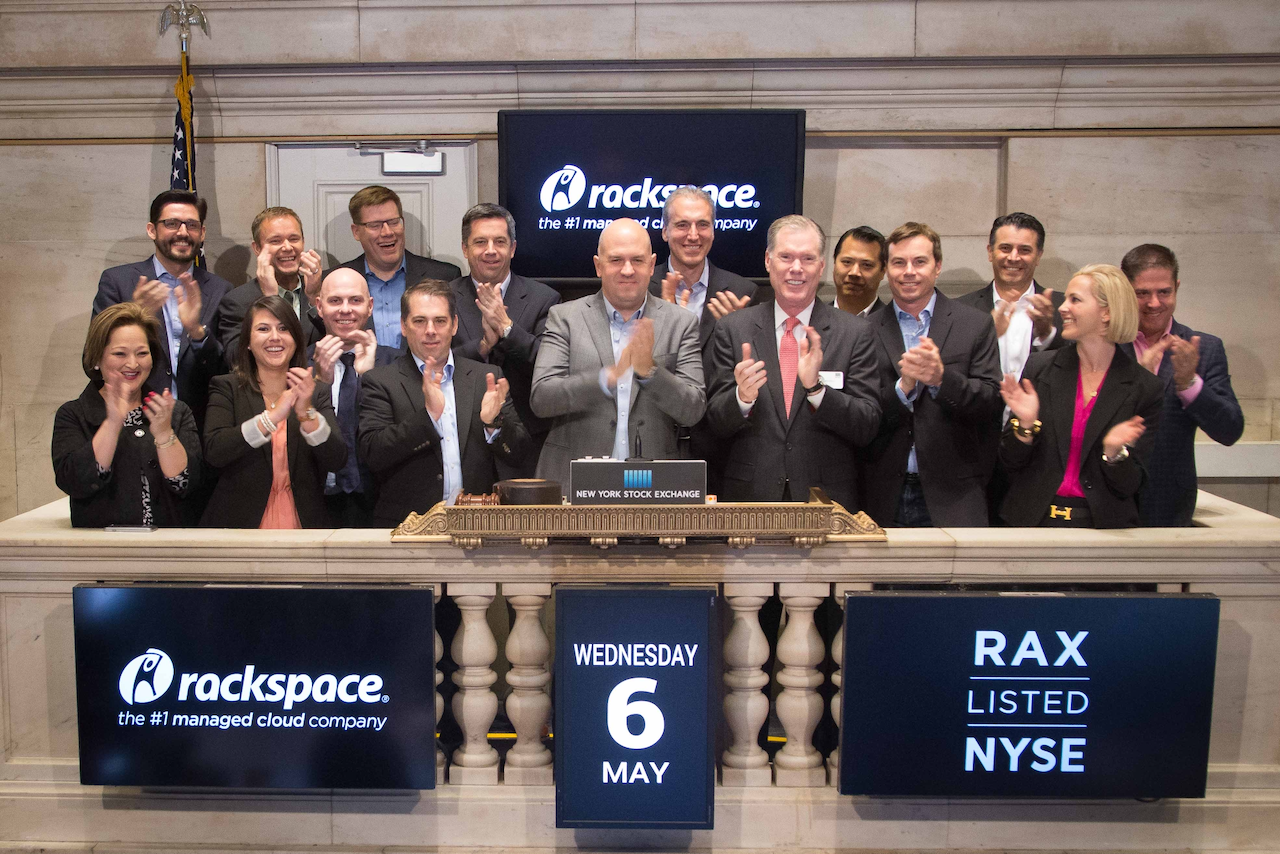 rackspace®
the #1 managed cloud company
NEW YORK STOCK EXCHANGE
rackspace®
the #1 managed cloud company
WEDNESDAY
6
MAY
RAX
LISTED
NYSE